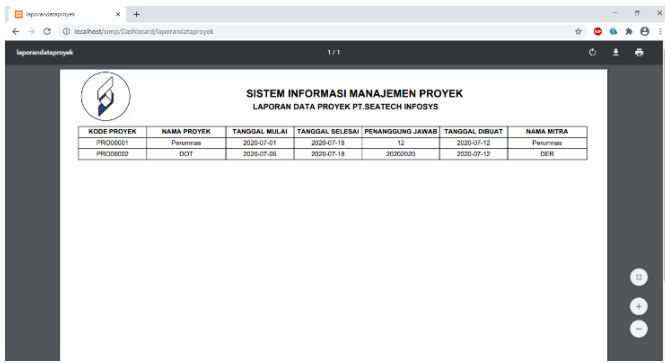 laporandataproyek
localhost/simp/Dashboard/laporandataproyek
laporandataproyek
1 / 1
SISTEM INFORMASI MANAJEMEN PROYEK
LAPORAN DATA PROYEK PT.SEATECH INFOSYS
KODE PROYEK NAMA PROYEK TANGGAL MULAI TANGGAL SELESAI PENANGGUNG JAWAB TANGGAL DIBUAT NAMA MITRA
PRO00001 Perumnas 2020-07-01 2020-07-18 12 2020-07-12 Perumnas
PRO00002 DOT 2020-07-05 2020-07-18 20202020 2020-07-12 DER